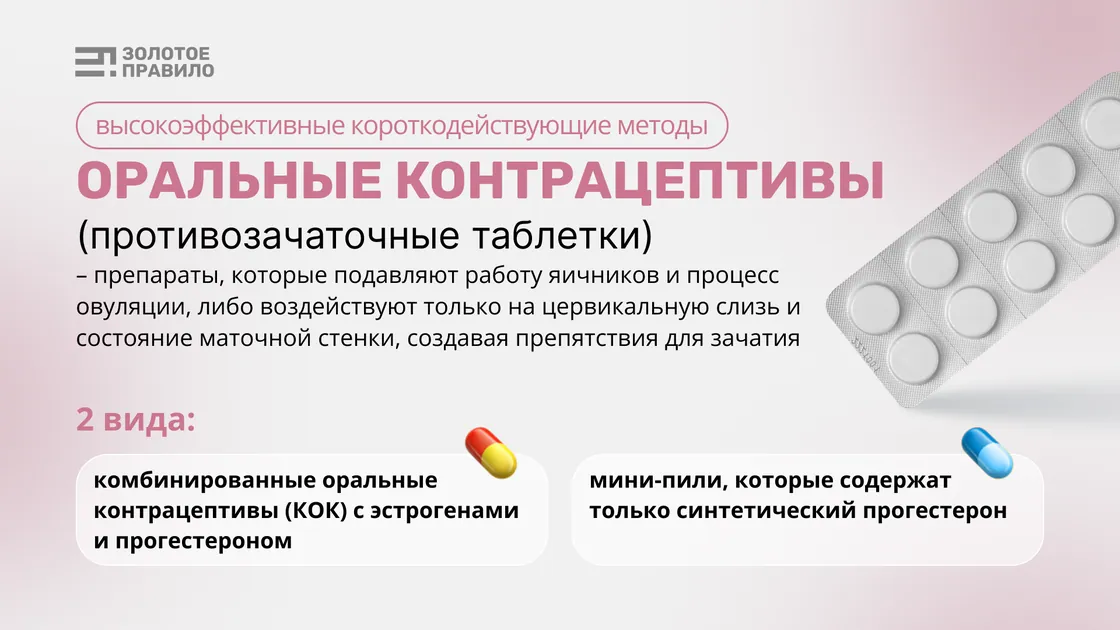 ЗОЛОТОЕ
ПРАВИЛО
высокоэффективные короткодействующие методы
ОРАЛЬНЫЕ КОНТРАЦЕПТИВЫ
(противозачаточные таблетки)
– препараты, которые подавляют работу яичников и процесс
овуляции, либо воздействуют только на цервикальную слизь и
состояние маточной стенки, создавая препятствия для зачатия
2 вида:
комбинированные оральные
контрацептивы (КОК) с эстрогенами
и прогестероном
мини-пили, которые содержат
только синтетический прогестерон